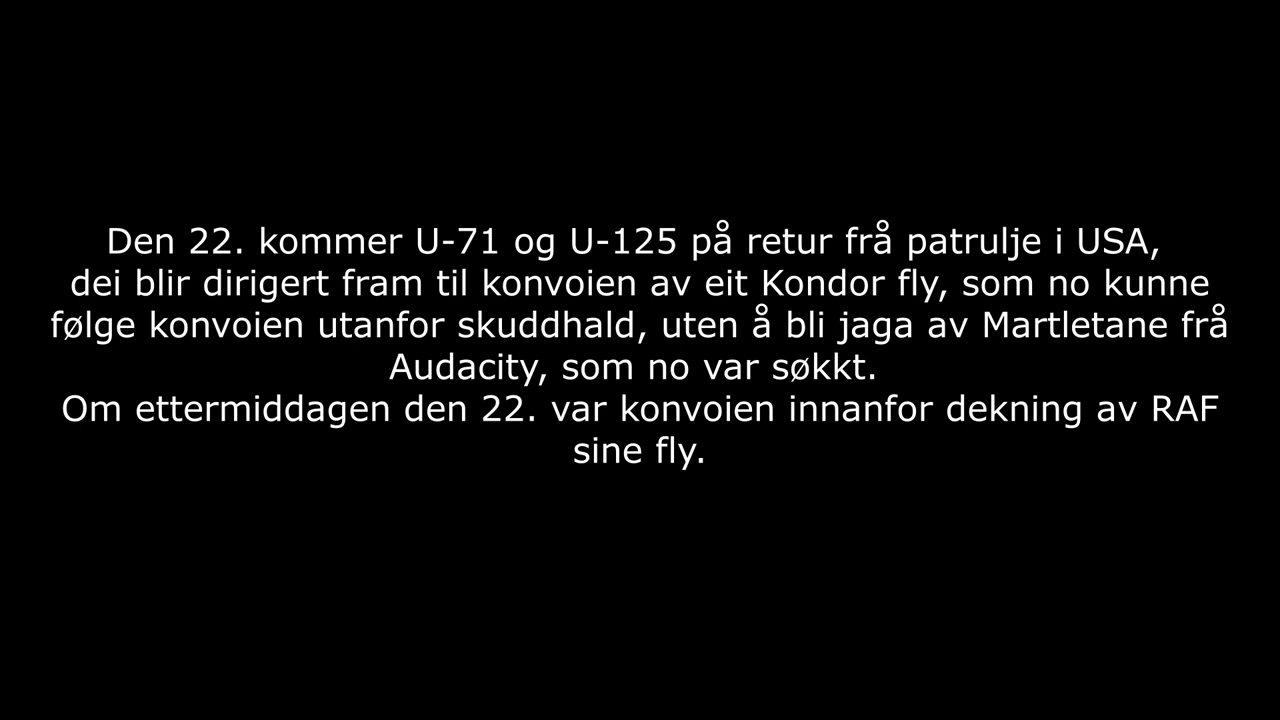 Den 22. kommer U-71 og U-125 på retur frå patrulje i USA,
dei blir dirigert fram til konvoien av eit Kondor fly, som no kunne
følge konvoien utanfor skuddhald, uten å bli jaga av Martletane frå
Audacity, som no var søkkt.
Om ettermiddagen den 22. var konvoien innanfor dekning av RAF
sine fly.